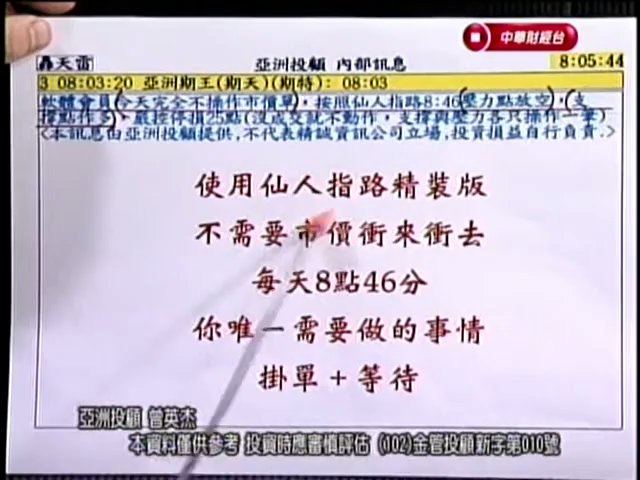 中華財經台
天雷 亞洲投顧 內部訊息 8:05:44
3 08:03:20 亞洲期王(期天)(期特): 08:03
軟體會員(今天完全不操作市價單),按照仙人指路8:46(壓力點放空),(支
撐點作多),嚴控停損25點(沒成交就不動作,支撐與壓力各只操作一筆)
<本訊息由亞洲投顧提供,不代表精誠資訊公司立場,投資損益自行負責.>
使用仙人指路精裝版
不需要市價衝來衝去
每天8點46分
你唯一需要做的事情
掛單+等待
亞洲投顧 曾英杰
本資料僅供參考 投資時應審慎評估 (102)金管投顧新字第010號